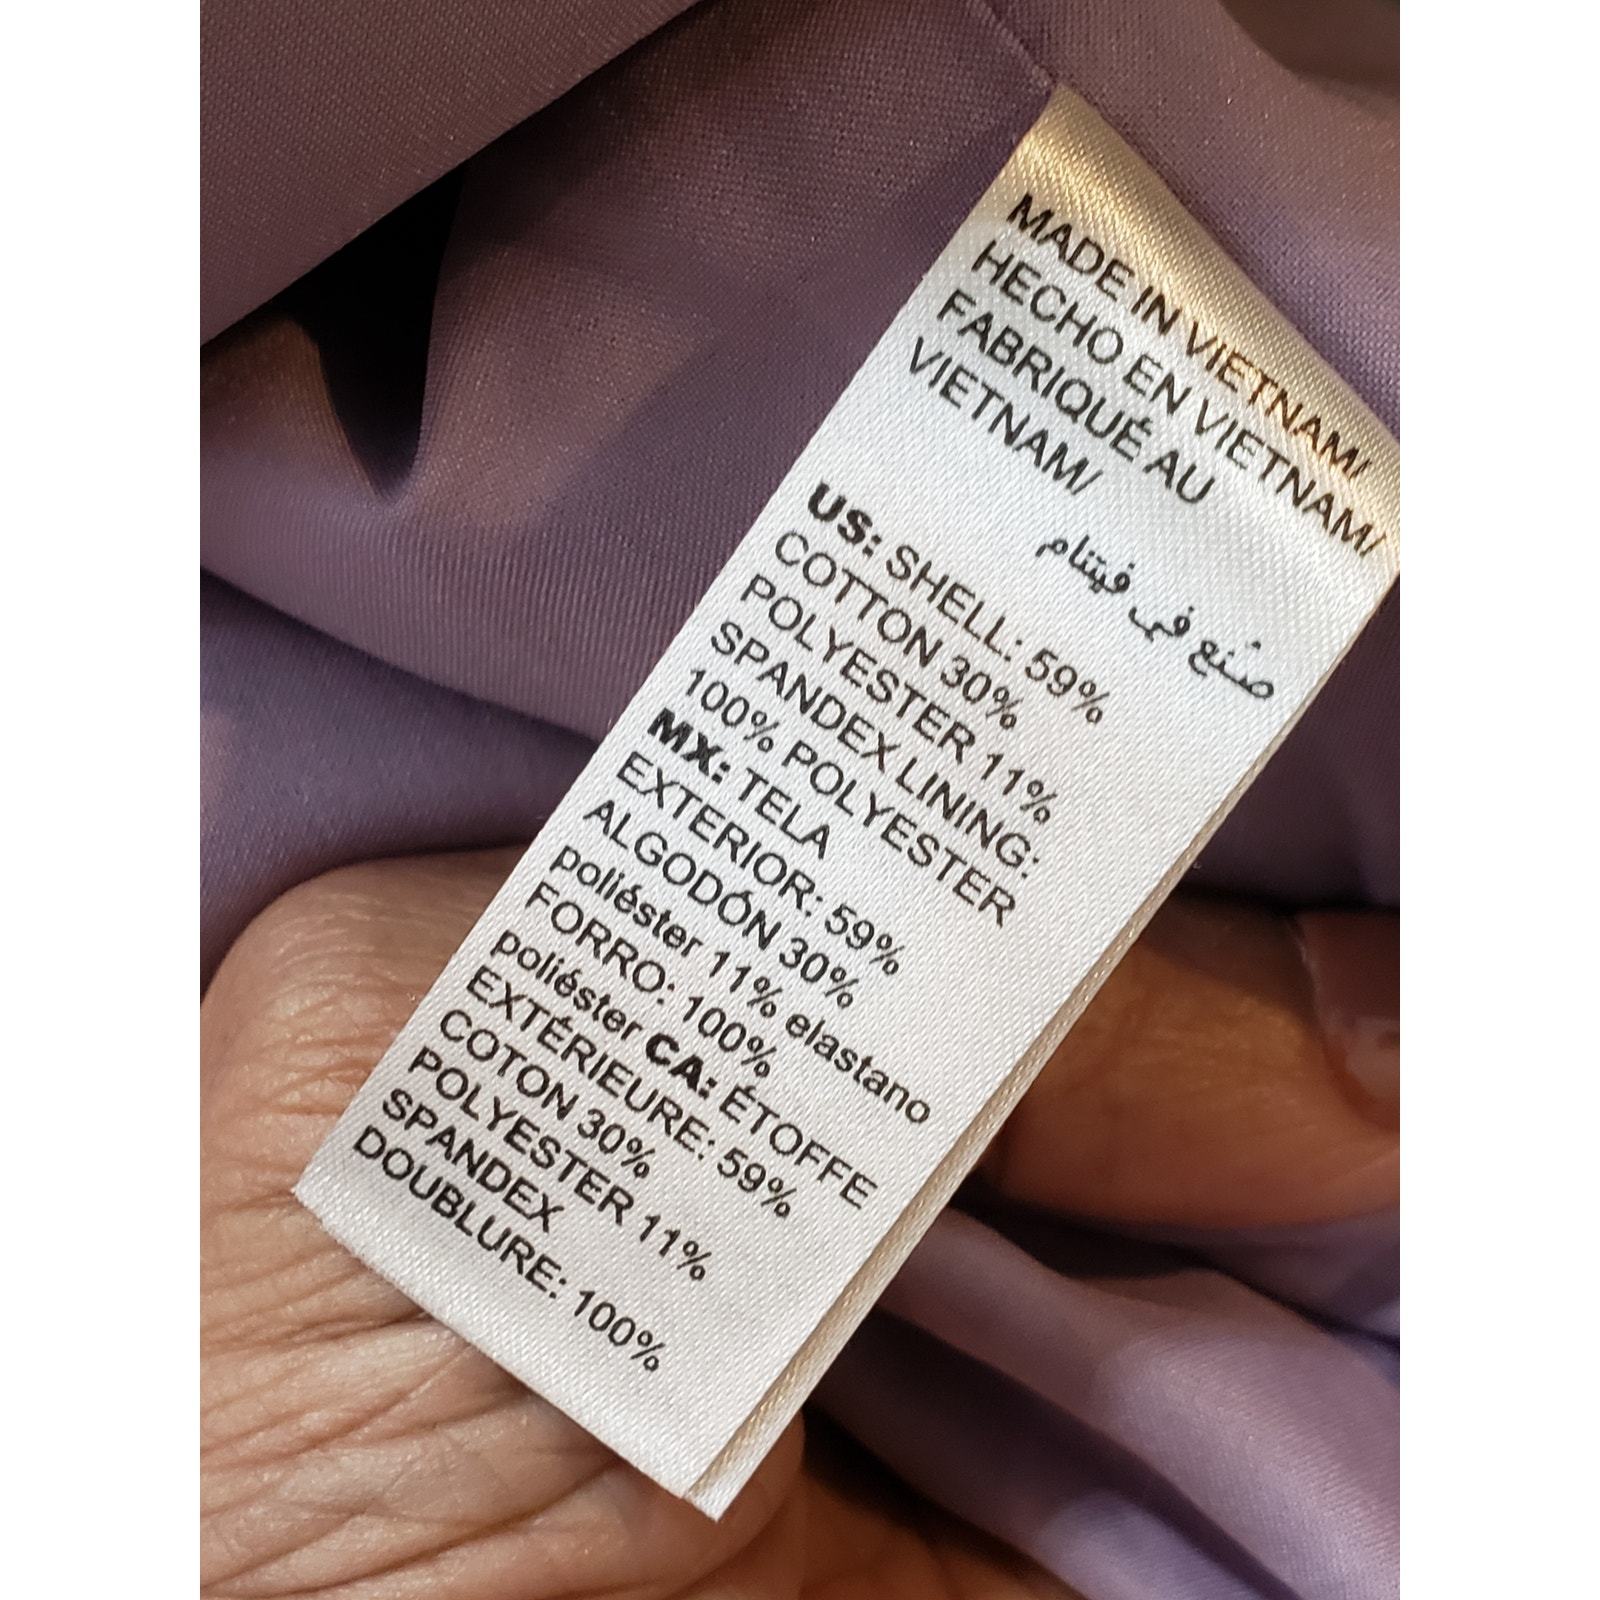 MADE IN VIETNAM/
HECHO EN VIETNAM/
FABRIQUÉ AU
VIETNAM/
صُنع في فيتنام
US: SHELL: 59%
COTTON 30%
POLYESTER 11%
SPANDEX LINING:
100% POLYESTER
MX: TELA
EXTERIOR: 59%
ALGODÓN 30%
poliéster 11% elastano
FORRO: 100%
poliéster CA: ÉTOFFE
EXTÉRIEURE: 59%
COTON 30%
POLYESTER 11%
SPANDEX
DOUBLURE: 100%